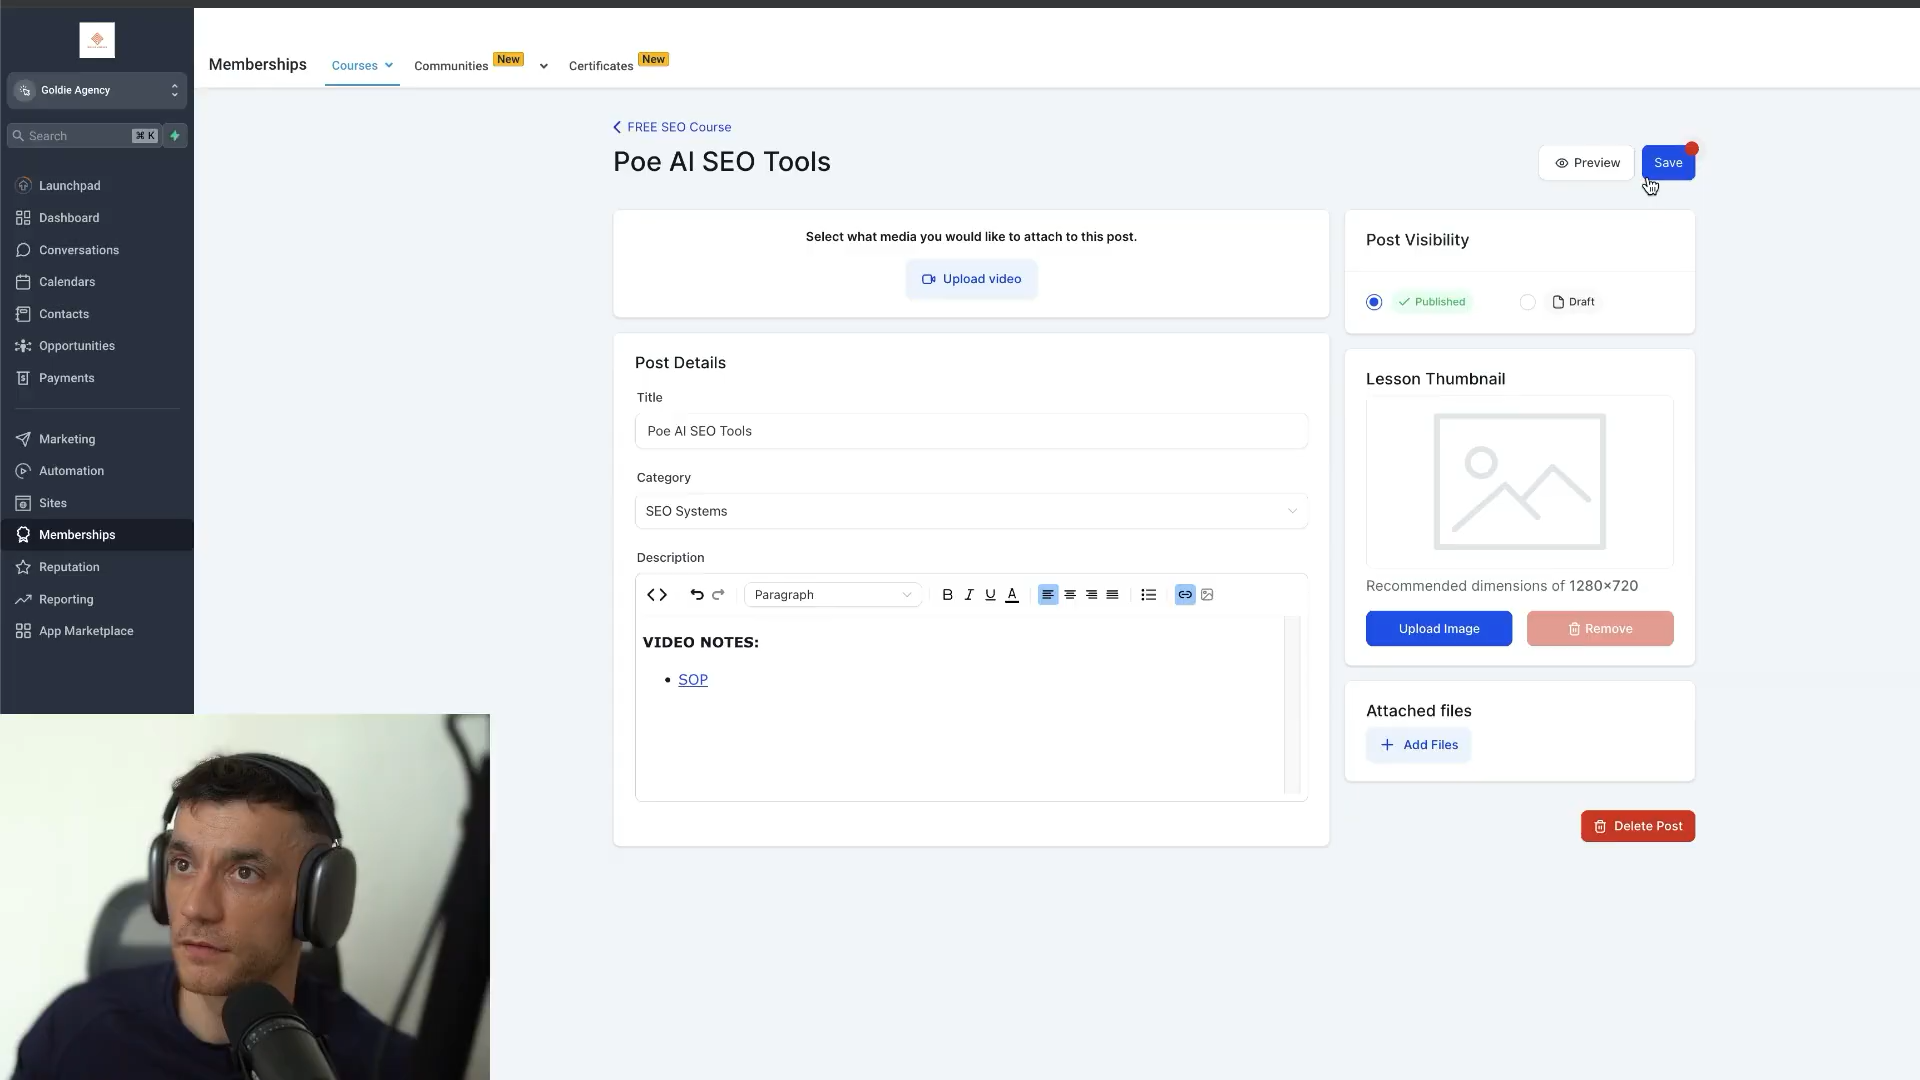 Memberships
Courses
Communities
New
Certificates
New
Goldie Agency
Search
⌘ K
Launchpad
Dashboard
Conversations
Calendars
Contacts
Opportunities
Payments
Marketing
Automation
Sites
Memberships
Reputation
Reporting
App Marketplace
FREE SEO Course
Poe AI SEO Tools
Preview
Save
Select what media you would like to attach to this post.
Upload video
Post Details
Title
Poe AI SEO Tools
Category
SEO Systems
Description
Paragraph
B I U A
VIDEO NOTES:
• SOP
Post Visibility
Published
Draft
Lesson Thumbnail
Recommended dimensions of 1280×720
Upload Image
Remove
Attached files
+ Add Files
Delete Post